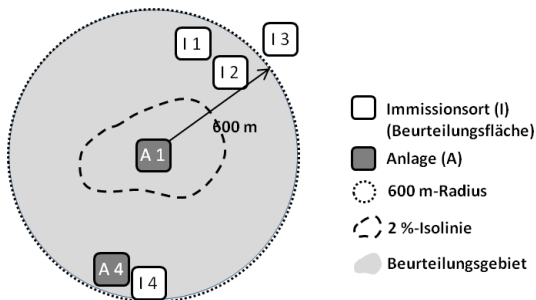 I 1
I 3
I 2
600 m
A 1
A 4
I 4
Immissionsort (I)
(Beurteilungsfläche)
Anlage (A)
600 m-Radius
2 %-Isolinie
Beurteilungsgebiet